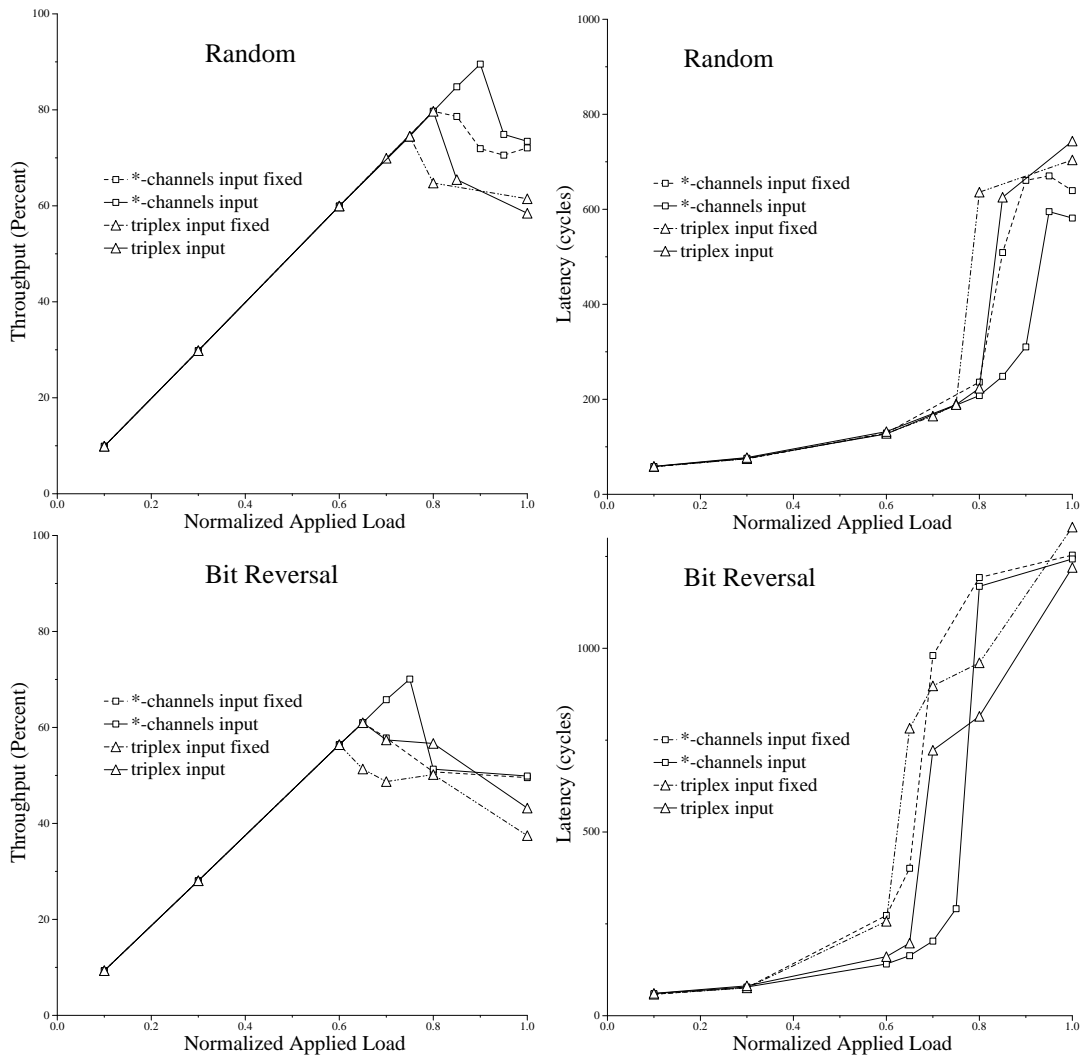 Random
Throughput (Percent)
100
80
60
40
20
0
*-channels input fixed
*-channels input
triplex input fixed
triplex input
0.0 0.2 0.4 0.6 0.8 1.0
Normalized Applied Load
Random
Latency (cycles)
1000
800
600
400
200
0
*-channels input fixed
*-channels input
triplex input fixed
triplex input
0.0 0.2 0.4 0.6 0.8 1.0
Normalized Applied Load
Bit Reversal
Throughput (Percent)
100
80
60
40
20
0
*-channels input fixed
*-channels input
triplex input fixed
triplex input
0.0 0.2 0.4 0.6 0.8 1.0
Normalized Applied Load
Bit Reversal
Latency (cycles)
1000
500
0
*-channels input fixed
*-channels input
triplex input fixed
triplex input
0.0 0.2 0.4 0.6 0.8 1.0
Normalized Applied Load